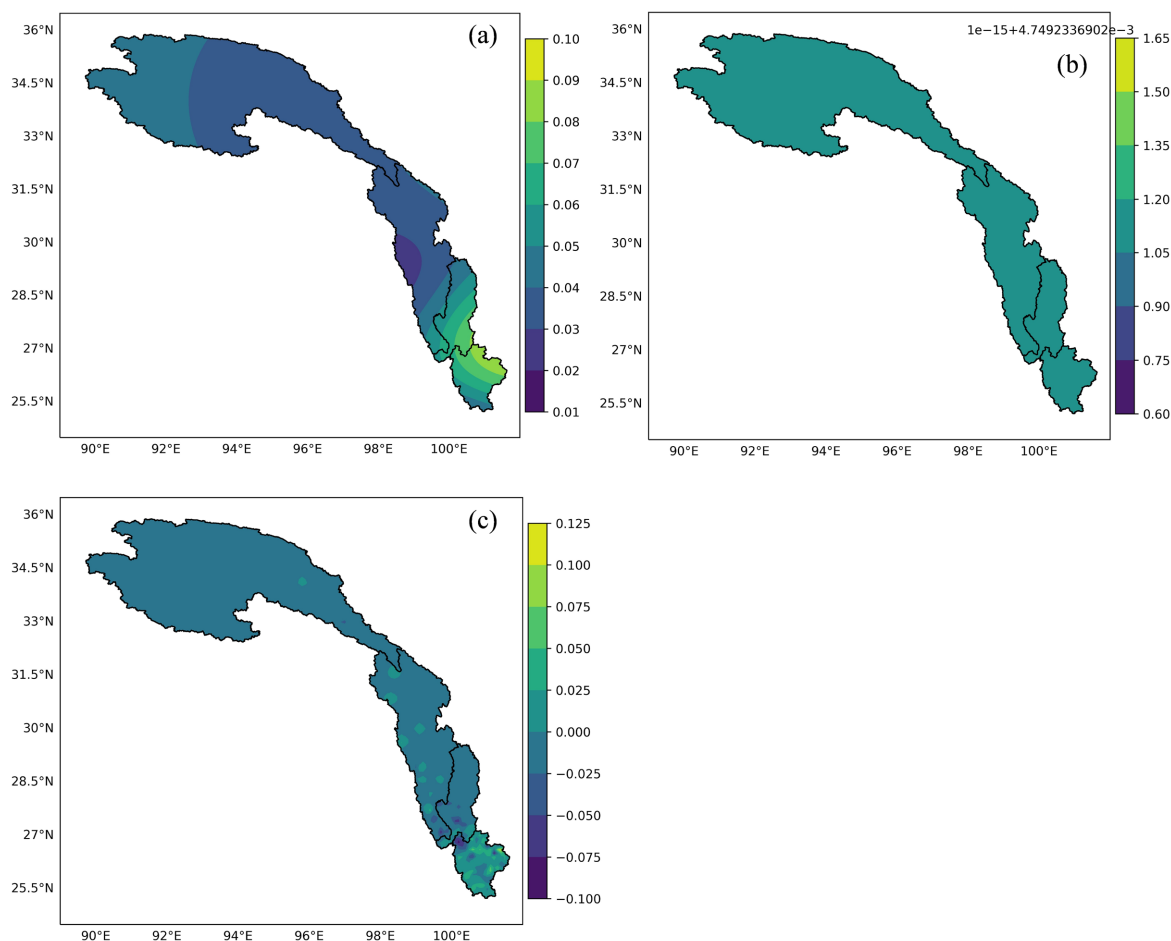 (a)
36°N
34.5°N
33°N
31.5°N
30°N
28.5°N
27°N
25.5°N
90°E 92°E 94°E 96°E 98°E 100°E
0.10
0.09
0.08
0.07
0.06
0.05
0.04
0.03
0.02
0.01
1e−15+4.7492336902e−3
(b)
36°N
34.5°N
33°N
31.5°N
30°N
28.5°N
27°N
25.5°N
90°E 92°E 94°E 96°E 98°E 100°E
1.65
1.50
1.35
1.20
1.05
0.90
0.75
0.60
(c)
36°N
34.5°N
33°N
31.5°N
30°N
28.5°N
27°N
25.5°N
90°E 92°E 94°E 96°E 98°E 100°E
0.125
0.100
0.075
0.050
0.025
0.000
−0.025
−0.050
−0.075
−0.100